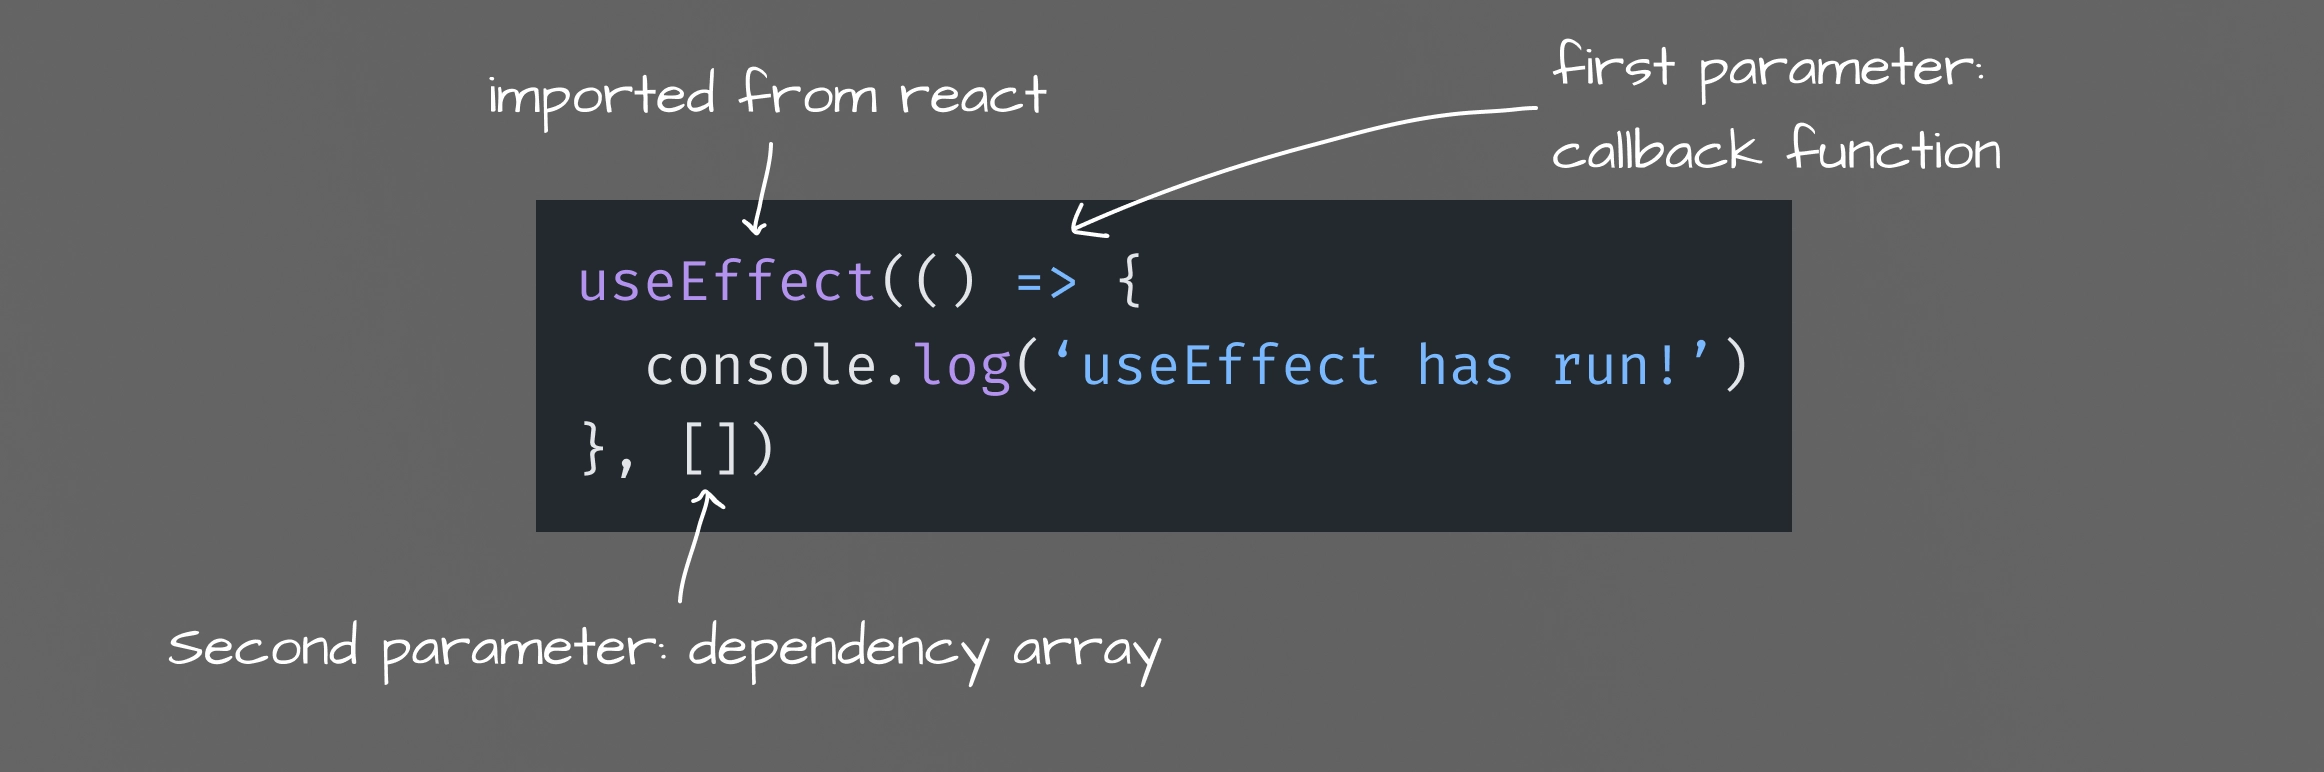 imported from react
first parameter:
callback function
useEffect(() => {
  console.log(‘useEffect has run!’)
}, [])
Second parameter: dependency array